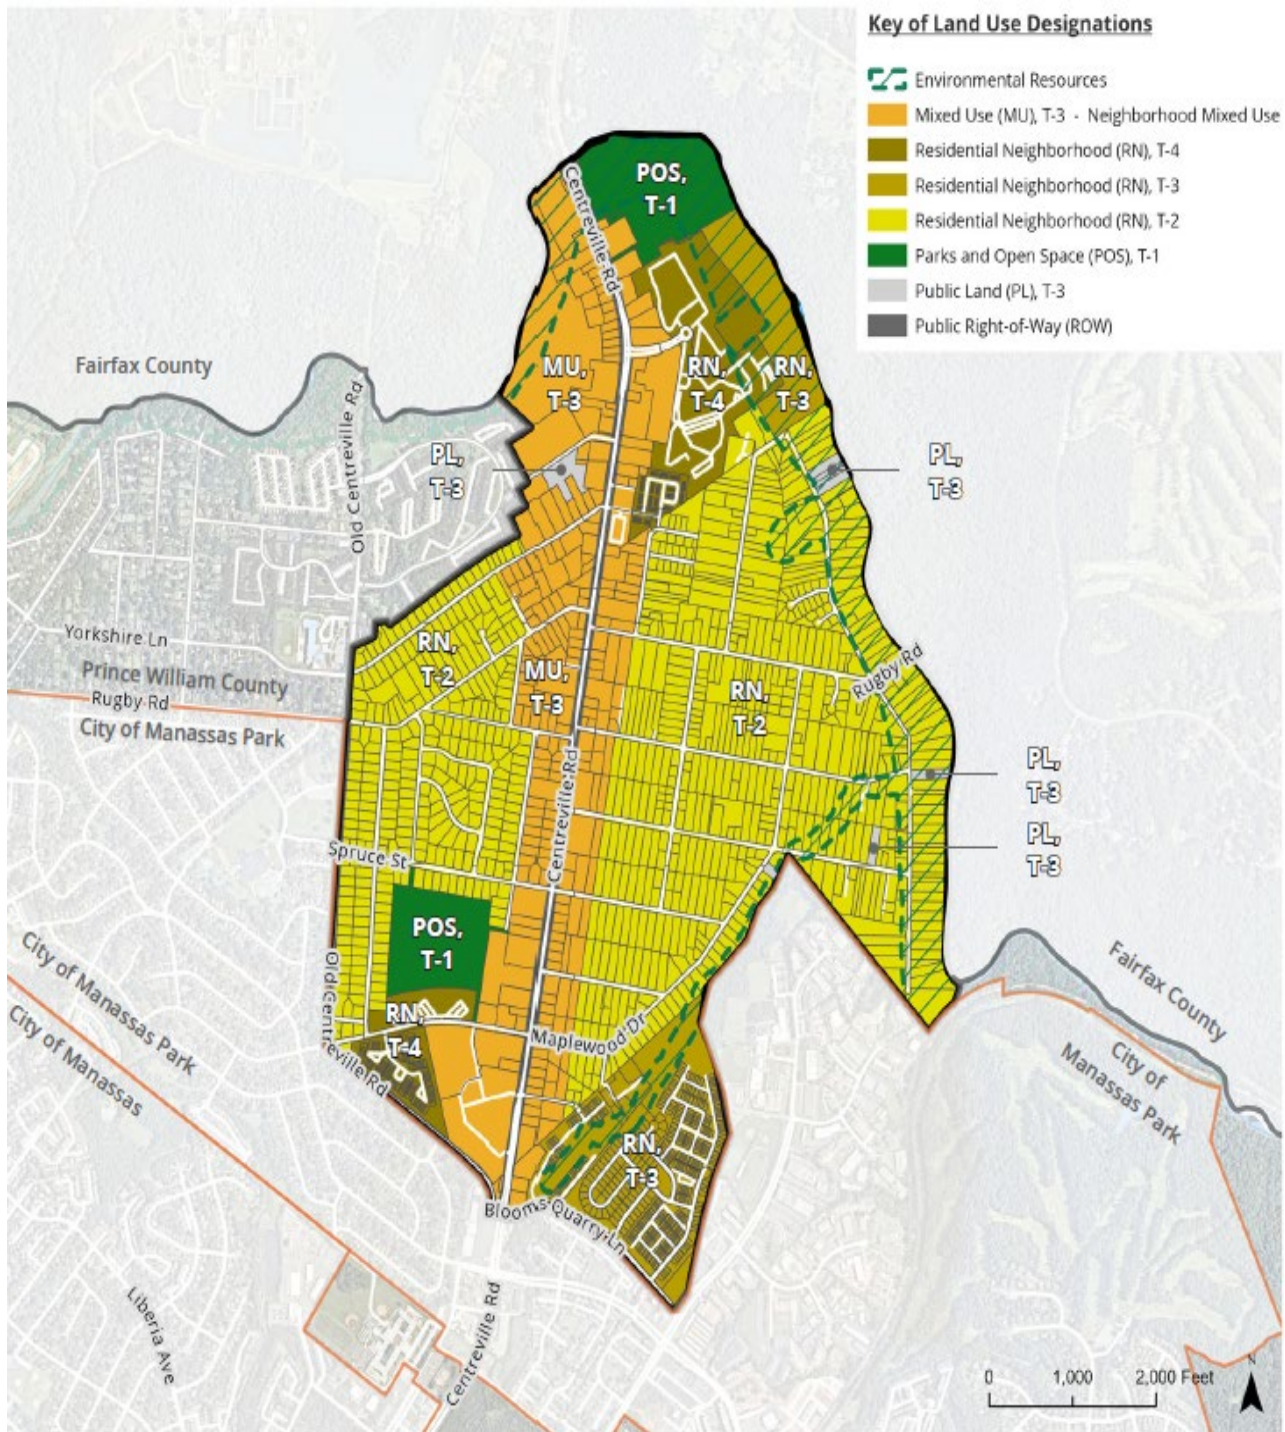 Key of Land Use Designations
Environmental Resources
Mixed Use (MU), T-3 - Neighborhood Mixed Use
Residential Neighborhood (RN), T-4
Residential Neighborhood (RN), T-3
Residential Neighborhood (RN), T-2
Parks and Open Space (POS), T-1
Public Land (PL), T-3
Public Right-of-Way (ROW)
POS,
T-1
Centreville Rd
Fairfax County
MU,
T-3
RN,
T-4
RN,
T-3
Old Centreville Rd
PL,
T-3
PL,
T-3
Yorkshire Ln
RN,
T-2
Prince William County
Rugby Rd
City of Manassas Park
MU,
T-3
RN,
T-2
Rugby Rd
PL,
T-3
Centreville Rd
PL,
T-3
Spruce St
POS,
T-1
City of Manassas Park
City of Manassas
Old Centreville Rd
RN,
T-4
Maplewood Dr
Fairfax County
City of
Manassas Park
RN,
T-3
Blooms Quarry Ln
Liberia Ave
Centreville Rd
0 1,000 2,000 Feet
N